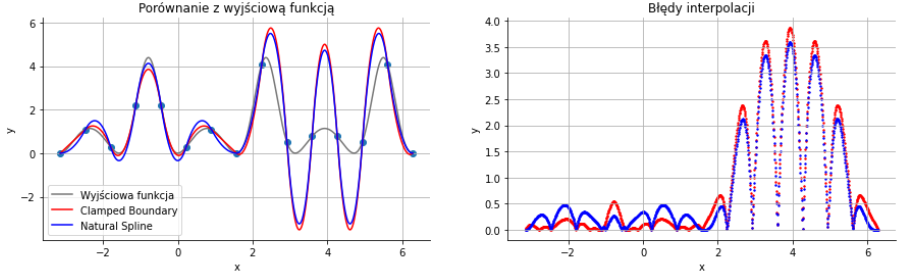 Porównanie z wyjściową funkcją
6
4
2
0
−2
y
−2
0
2
4
6
x
Wyjściowa funkcja
Clamped Boundary
Natural Spline
Błędy interpolacji
4.0
3.5
3.0
2.5
2.0
1.5
1.0
0.5
0.0
y
−2
0
2
4
6
x